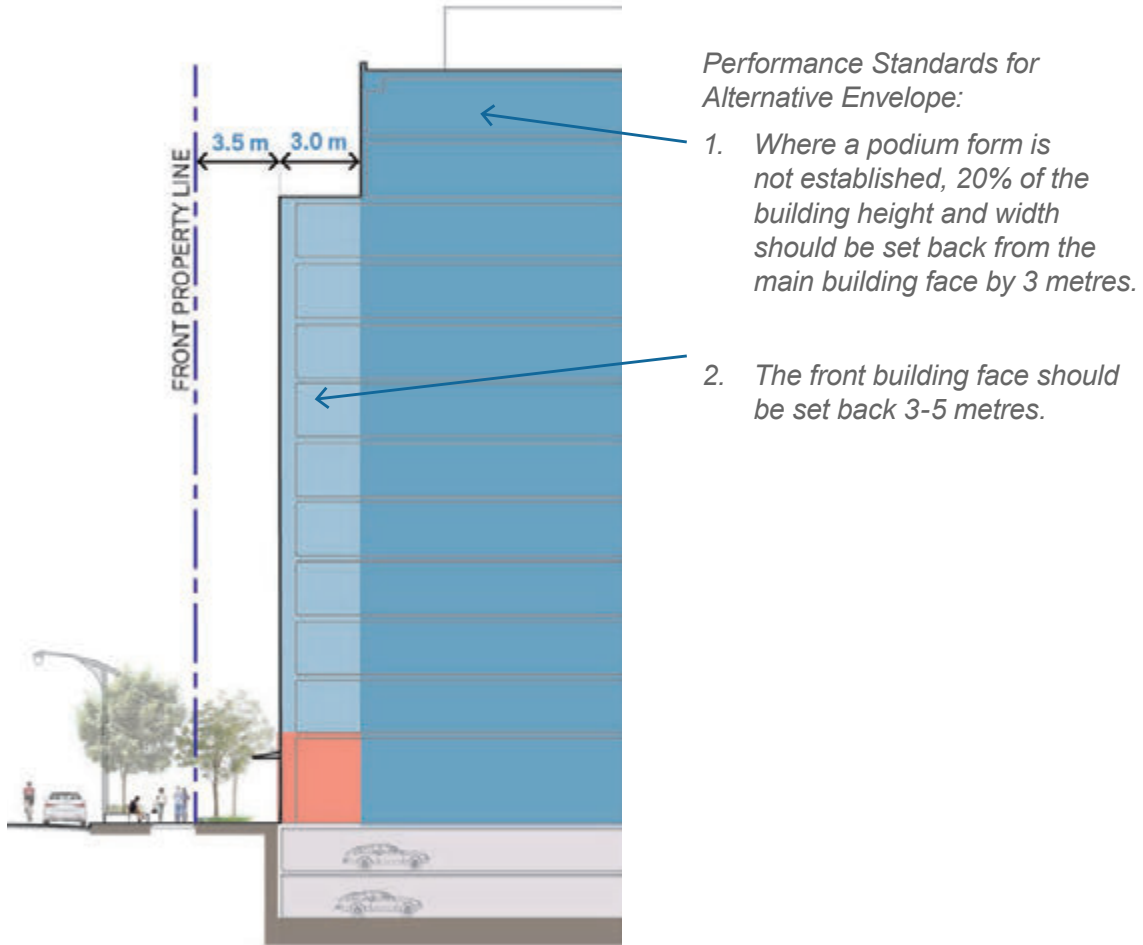 Performance Standards for
Alternative Envelope:
3.5 m 3.0 m
FRONT PROPERTY LINE
1. Where a podium form is
not established, 20% of the
building height and width
should be set back from the
main building face by 3 metres.
2. The front building face should
be set back 3-5 metres.